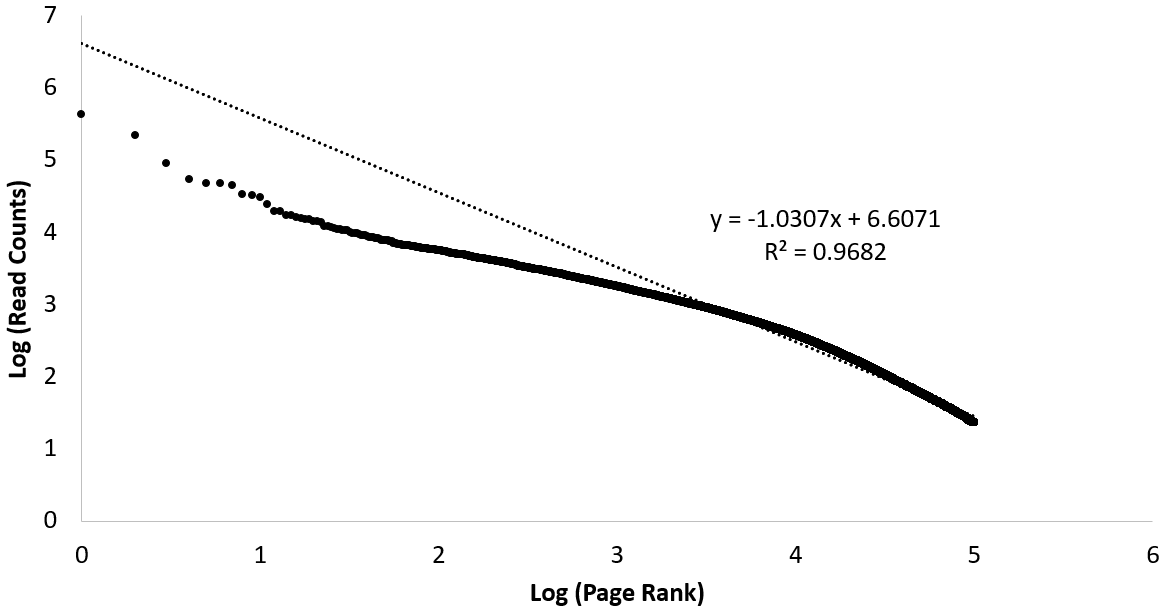 7
6
5
4
3
2
1
0
Log (Read Counts)
y = -1.0307x + 6.6071
R² = 0.9682
0 1 2 3 4 5 6
Log (Page Rank)